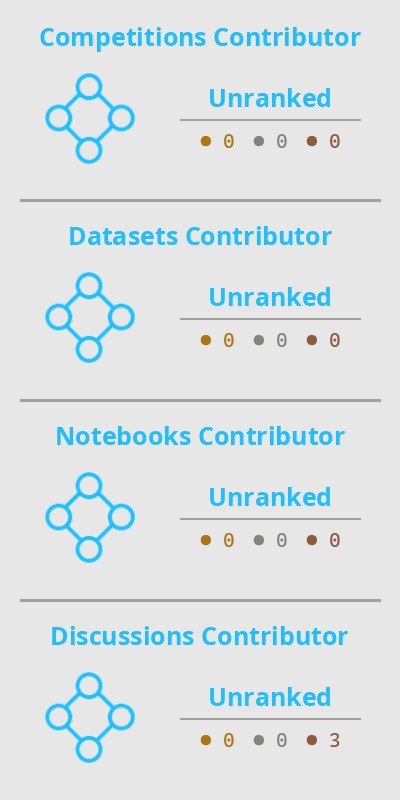 Competitions Contributor
Unranked
0 0 0
Datasets Contributor
Unranked
0 0 0
Notebooks Contributor
Unranked
0 0 0
Discussions Contributor
Unranked
0 0 3